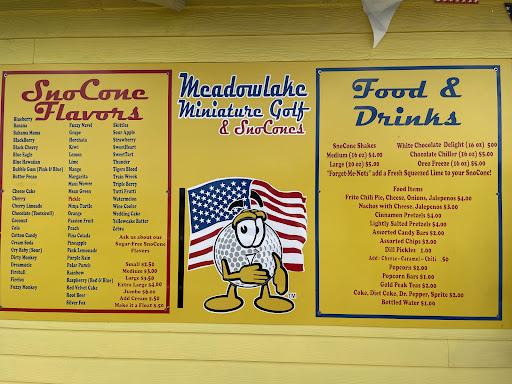 SnoCone
Flavors
Blueberry
Banana
Bahama Mama
BlackBerry
Black Cherry
Blue Eagle
Blue Hawaiian
Bubble Gum (Pink & Blue)
Butter Pecan
Cheese Cake
Cherry
Cherry Limeade
Chocolate (Tootsiroll)
Coconut
Cola
Cotton Candy
Cream Soda
Cry Baby (Sour)
Dirty Monkey
Dreamsicle
Fireball
Firefox
Fuzzy Monkey
Fuzzy Navel
Grape
Horchata
Kiwi
Lemon
Lime
Mango
Margarita
Mean Green
Pickle
Ninja Turtle
Orange
Passion Fruit
Peach
Pina Colada
Pineapple
Pink Lemonade
Purple Rain
Polar Punch
Rainbow
Raspberry (Red & Blue)
Red Velvet Cake
Root Beer
Silver Fox
Skittles
Sour Apple
Strawberry
SweetHeart
SweetTart
Thunder
Tigers Blood
Train Wreck
Triple Berry
Tutti Frutti
Watermelon
Wine Cooler
Wedding Cake
Yellowcake Batter
Zebra
Ask us about our
Sugar-Free SnoCone
Flavors
Small $2.50
Medium $3.00
Large $3.50
Extra Large $4.00
Jumbo $6.00
Add Cream $.50
Make it a Float $.50
Meadowlake
Miniature Golf
& SnoCones
TM
Food &
Drinks
SnoCone Shakes
Medium (16 oz) $4.00
Large (20 oz) $5.00
White Chocolate Delight (16 oz) 5.00
Chocolate Chiller (16 oz) $5.00
Oreo Freeze (16 oz) $5.00
"Forget-Me-Nots" add a Fresh Squeezed Lime to your SnoCone!
Food Items
Frito Chili Pie, Cheese, Onions, Jalepenos $4.00
Nachos with Cheese, Jalepenos $3.00
Cinnamon Pretzels $4.00
Lightly Salted Pretzels $4.00
Assorted Candy Bars $2.00
Assorted Chips $2.00
Dill Pickles 1.00
Add: Cheese - Caramel - Chili .50
Popcorn $2.00
Popcorn Bars $1.00
Gold Peak Teas $2.00
Coke, Diet Coke, Dr. Pepper, Sprite $2.00
Bottled Water $1.00